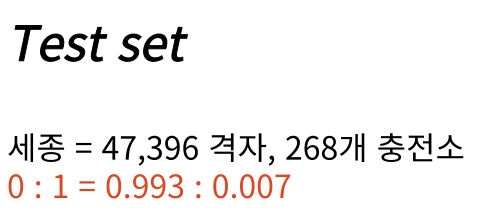 Test set
세종 = 47,396 격자, 268개 충전소
0 : 1 = 0.993 : 0.007